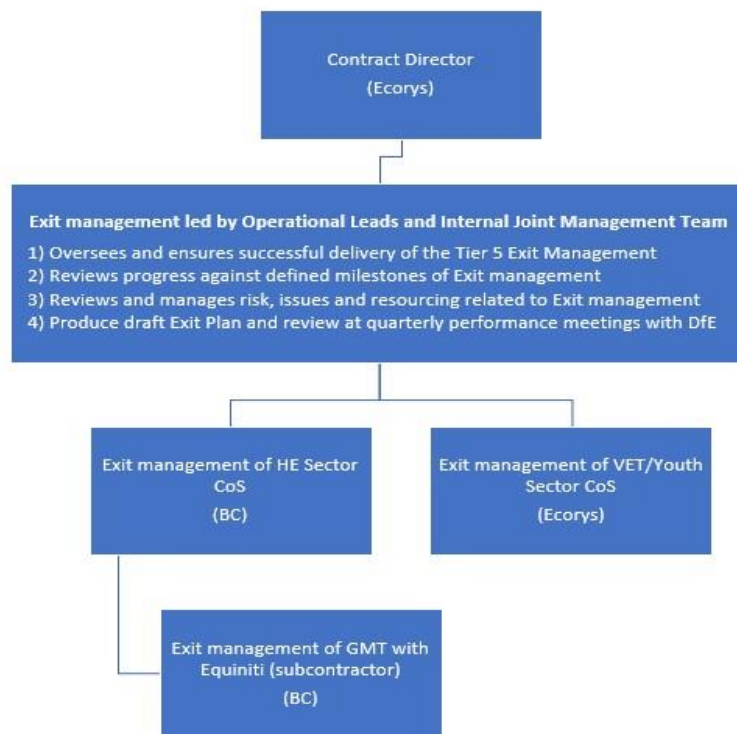 Contract Director
(Ecorys)
Exit management led by Operational Leads and Internal Joint Management Team
1) Oversees and ensures successful delivery of the Tier 5 Exit Management
2) Reviews progress against defined milestones of Exit management
3) Reviews and manages risk, issues and resourcing related to Exit management
4) Produce draft Exit Plan and review at quarterly performance meetings with DfE
Exit management of HE Sector
CoS
(BC)
Exit management of VET/Youth
Sector CoS
(Ecorys)
Exit management of GMT with
Equiniti (subcontractor)
(BC)